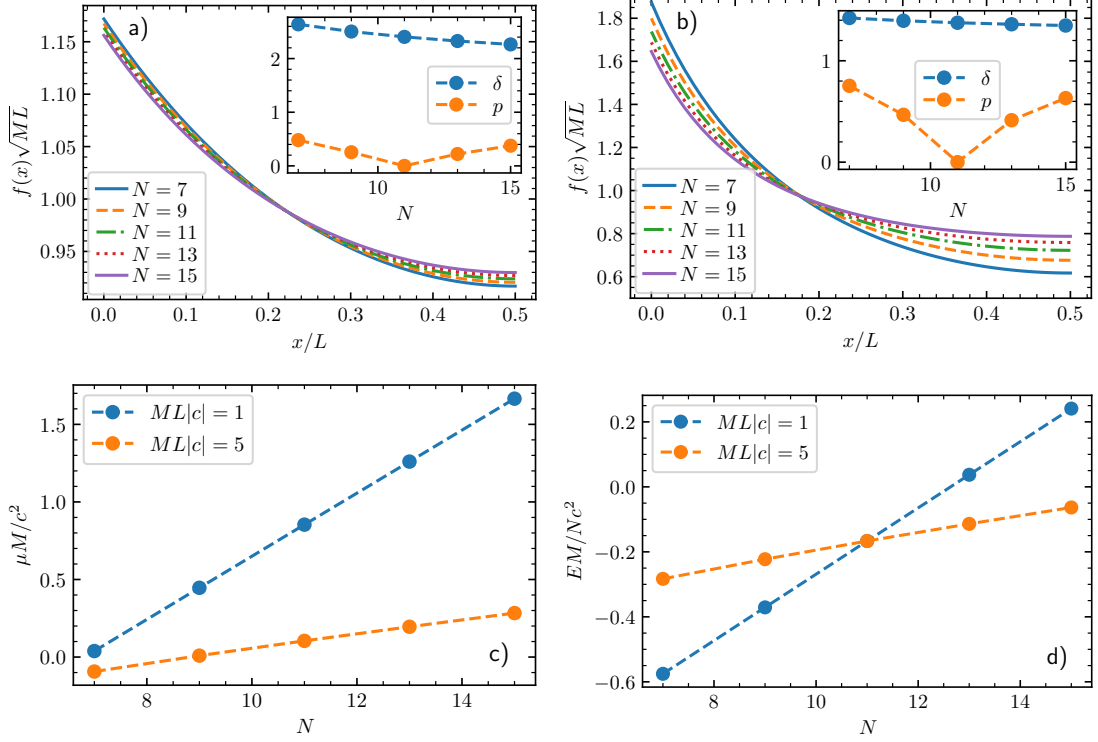 a)
f(x)√ML
1.15
1.10
1.05
1.00
0.95
0.0
0.1
0.2
0.3
0.4
0.5
x/L
N = 7
N = 9
N = 11
N = 13
N = 15
2
0
10
15
N
δ
p
b)
f(x)√ML
1.8
1.6
1.4
1.2
1.0
0.8
0.6
0.0
0.1
0.2
0.3
0.4
0.5
x/L
N = 7
N = 9
N = 11
N = 13
N = 15
1
0
10
15
N
δ
p
c)
μM/c²
1.5
1.0
0.5
0.0
8
10
12
14
N
ML|c| = 1
ML|c| = 5
d)
EM/Nc²
0.2
0.0
−0.2
−0.4
−0.6
8
10
12
14
N
ML|c| = 1
ML|c| = 5